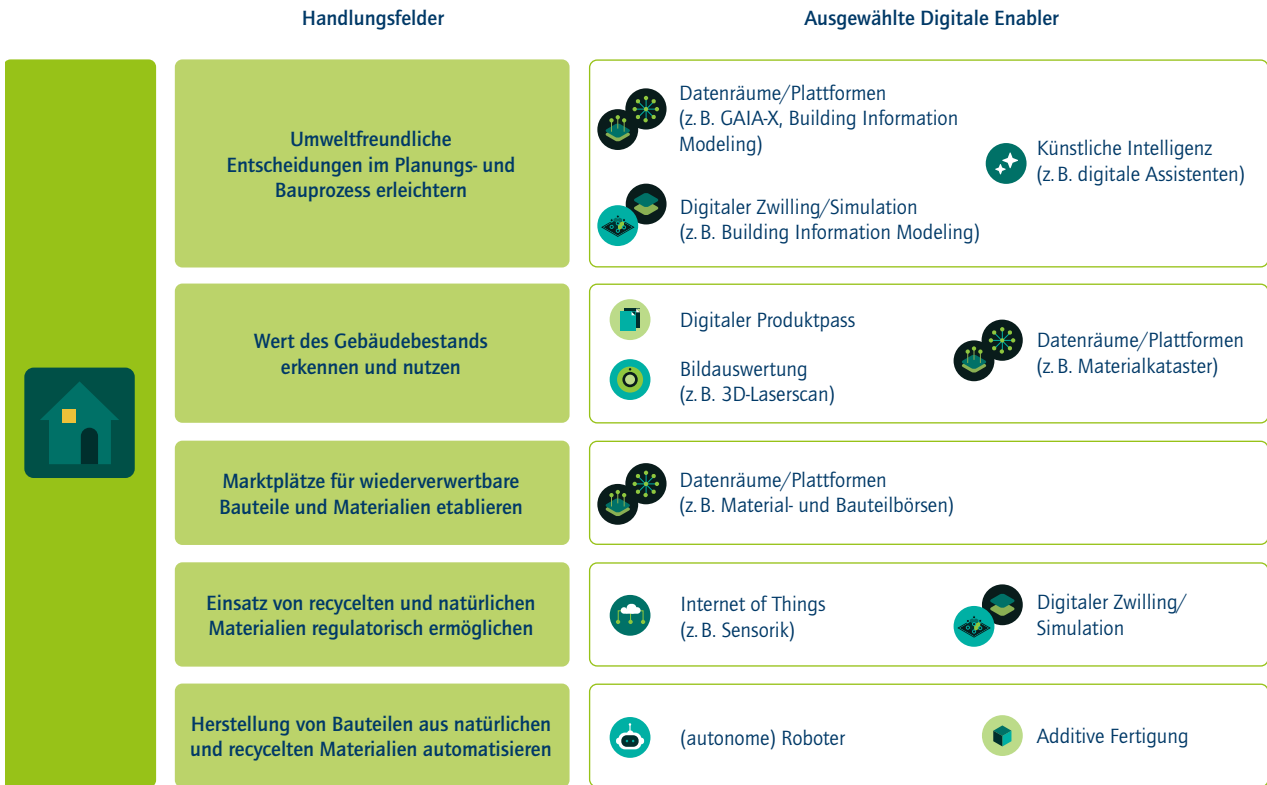 Handlungsfelder
Ausgewählte Digitale Enabler
Umweltfreundliche
Entscheidungen im Planungs- und
Bauprozess erleichtern
Datenräume/Plattformen
(z. B. GAIA-X, Building Information
Modeling)
Digitaler Zwilling/Simulation
(z. B. Building Information Modeling)
Künstliche Intelligenz
(z. B. digitale Assistenten)
Wert des Gebäudebestands
erkennen und nutzen
Digitaler Produktpass
Bildauswertung
(z. B. 3D-Laserscan)
Datenräume/Plattformen
(z. B. Materialkataster)
Marktplätze für wiederverwertbare
Bauteile und Materialien etablieren
Datenräume/Plattformen
(z. B. Material- und Bauteilbörsen)
Einsatz von recycelten und natürlichen
Materialien regulatorisch ermöglichen
Internet of Things
(z. B. Sensorik)
Digitaler Zwilling/
Simulation
Herstellung von Bauteilen aus natürlichen
und recycelten Materialien automatisieren
(autonome) Roboter
Additive Fertigung